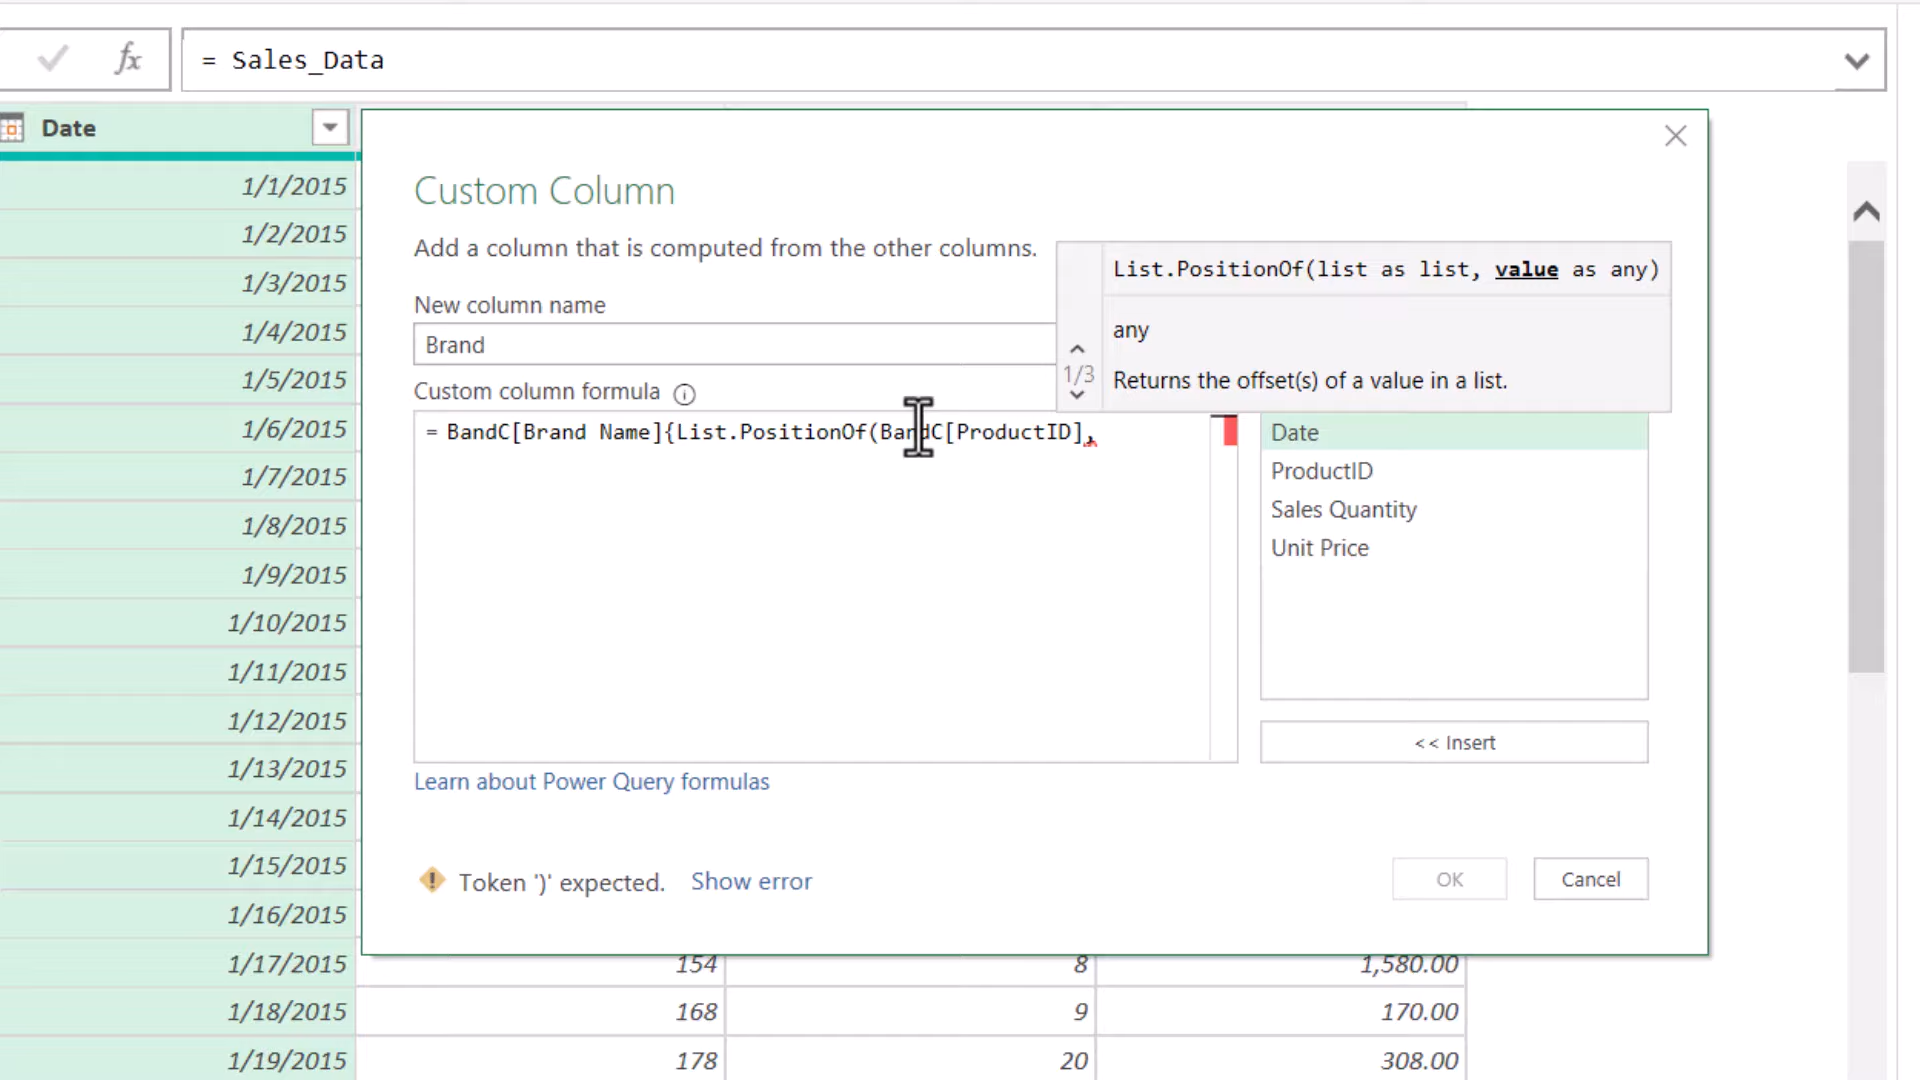 fx
= Sales_Data
Date
1/1/2015
1/2/2015
1/3/2015
1/4/2015
1/5/2015
1/6/2015
1/7/2015
1/8/2015
1/9/2015
1/10/2015
1/11/2015
1/12/2015
1/13/2015
1/14/2015
1/15/2015
1/16/2015
1/17/2015 154 8 1,580.00
1/18/2015 168 9 170.00
1/19/2015 178 20 308.00
Custom Column
Add a column that is computed from the other columns.
New column name
Brand
List.PositionOf(list as list, value as any)
any
1/3
Returns the offset(s) of a value in a list.
Custom column formula
= BandC[Brand Name]{List.PositionOf(BandC[ProductID],
Date
ProductID
Sales Quantity
Unit Price
<< Insert
Learn about Power Query formulas
Token ')' expected. Show error
OK
Cancel